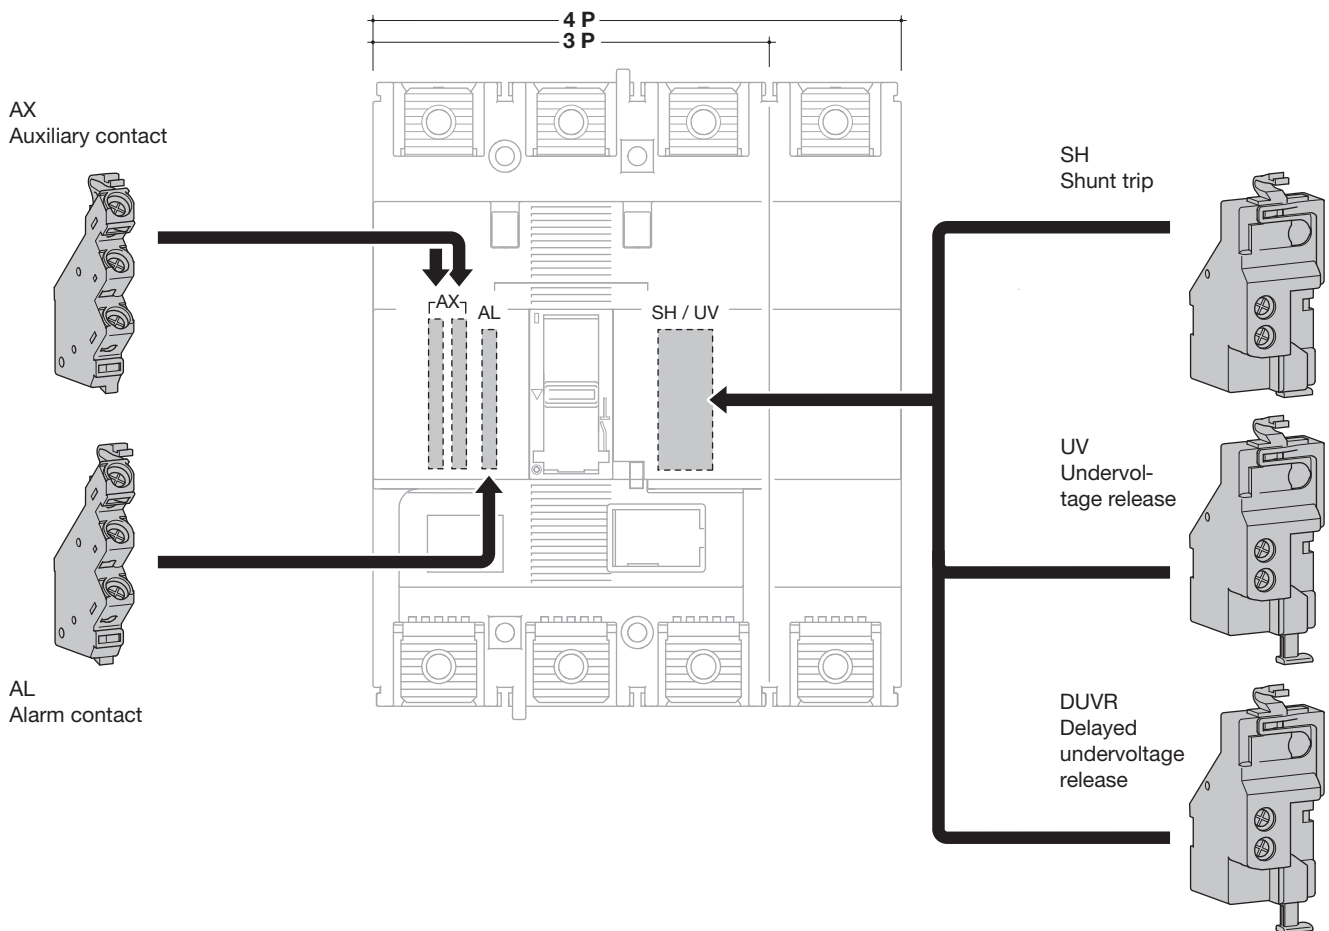 4 P
3 P
AX
Auxiliary contact
SH
Shunt trip
AX
AL
SH / UV
UV
Undervol-
tage release
AL
Alarm contact
DUVR
Delayed
undervoltage
release